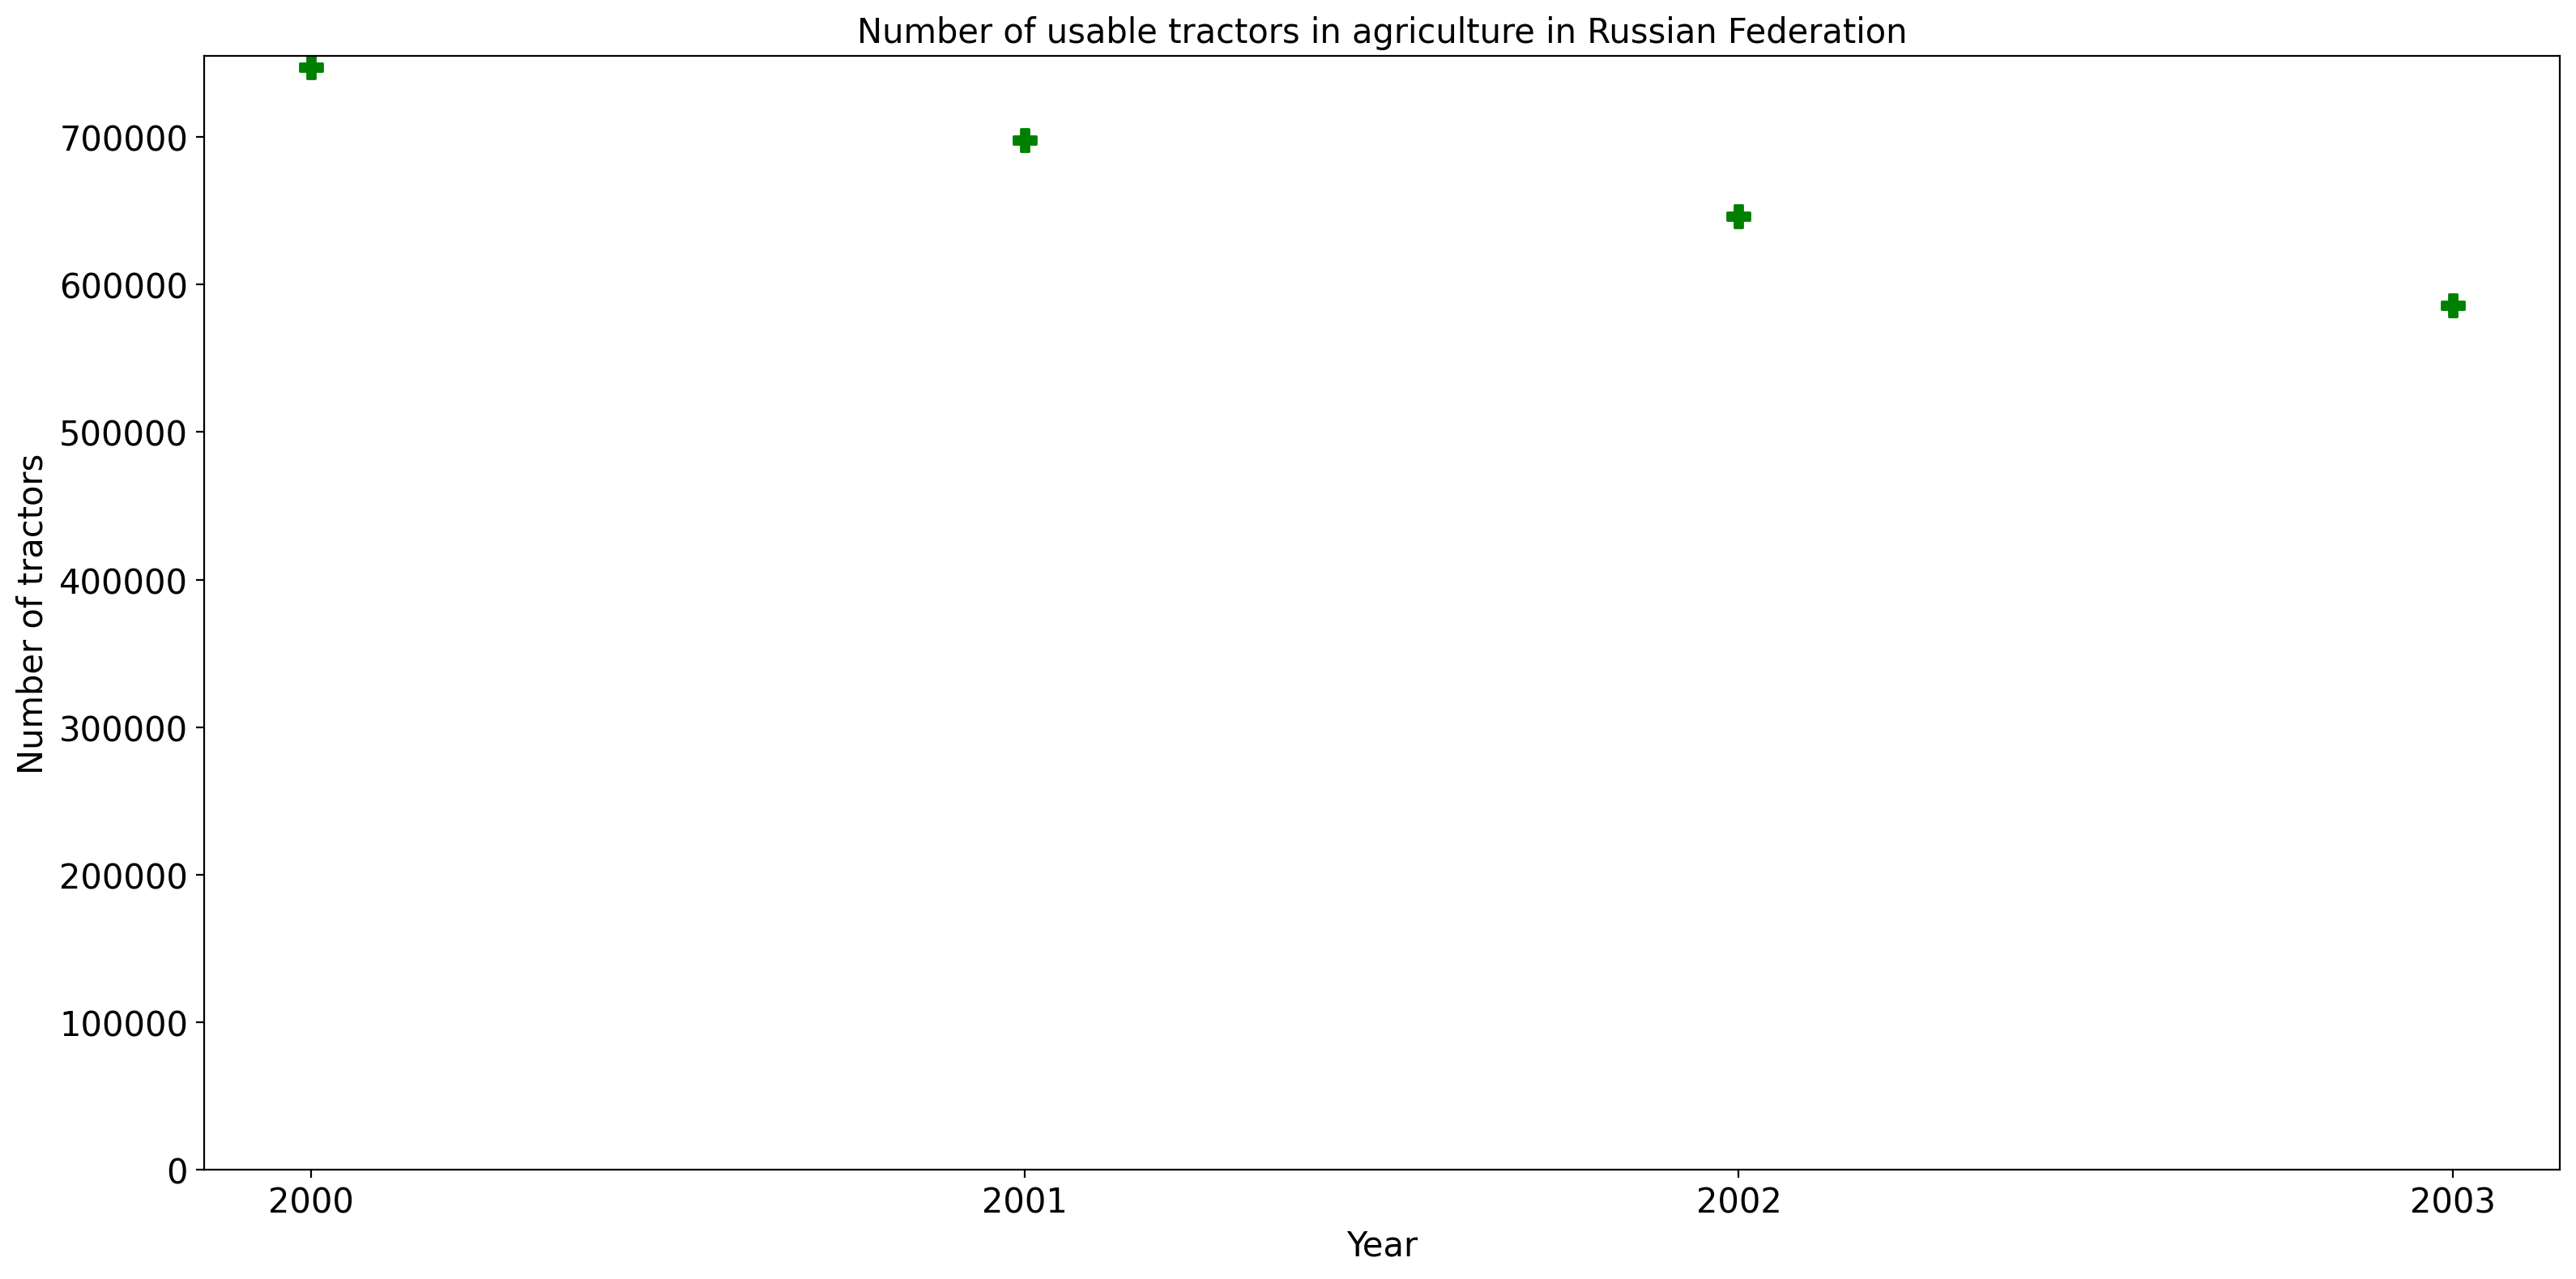 Number of usable tractors in agriculture in Russian Federation
Number of tractors
700000
600000
500000
400000
300000
200000
100000
0
2000 2001 2002 2003
Year